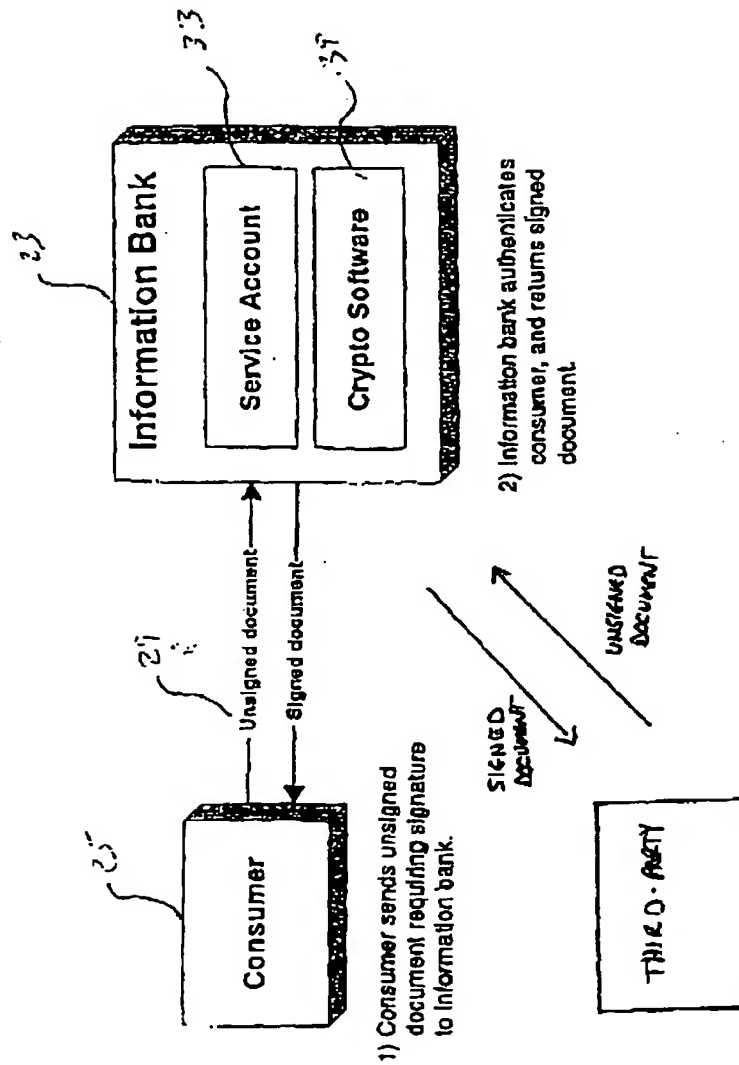 23
Information Bank
33
Service Account
Crypto Software
25
Consumer
Unsigned document
Signed document
1) Consumer sends unsigned
document requiring signature
to Information bank.
2) Information bank authenticates
consumer, and returns signed
document.
SIGNED
DOCUMENT
UNSIGNED
DOCUMENT
THIRD-PARTY